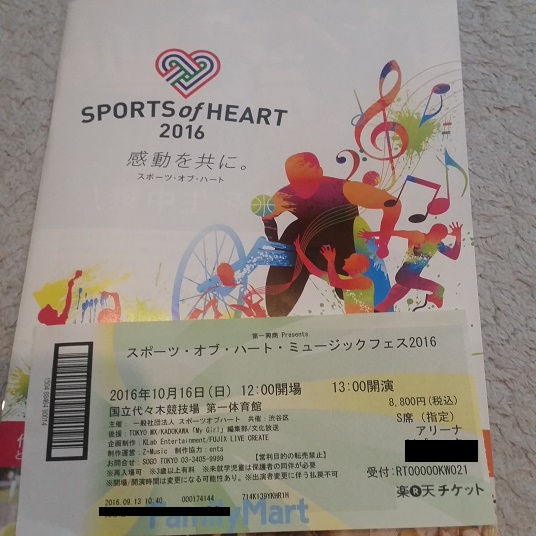 SPORTS of HEART
2016
感動を共に。
スポーツ・オブ・ハート
第一興商 Presents
スポーツ・オブ・ハート・ミュージックフェス2016
2016年10月16日(日) 12:00開場 13:00開演
国立代々木競技場 第一体育館
8,800円(税込)
主催: 一般社団法人 スポーツオブハート 共催: 渋谷区
S席 (指定)
後援: TOKYO MX/KADOKAWA「My Girl」編集部/文化放送
アリーナ
企画制作: KLab Entertainment/FUJIX LIVE CREATE
制作運営: Z-Music 制作協力: ents
お問合せ: SOGO TOKYO 03-3405-9999
【営利目的の転売禁止】
※再入場可 ※3歳以上有料 ※未就学児童は保護者の同伴が必要
※開場/開演時間は変更になる可能性あり。※出演者変更に伴う払戻不可
受付:RT00000KW021
2016.09.13 10.40 000174144 714K139YKHR1H
楽天チケット
FamilyMart